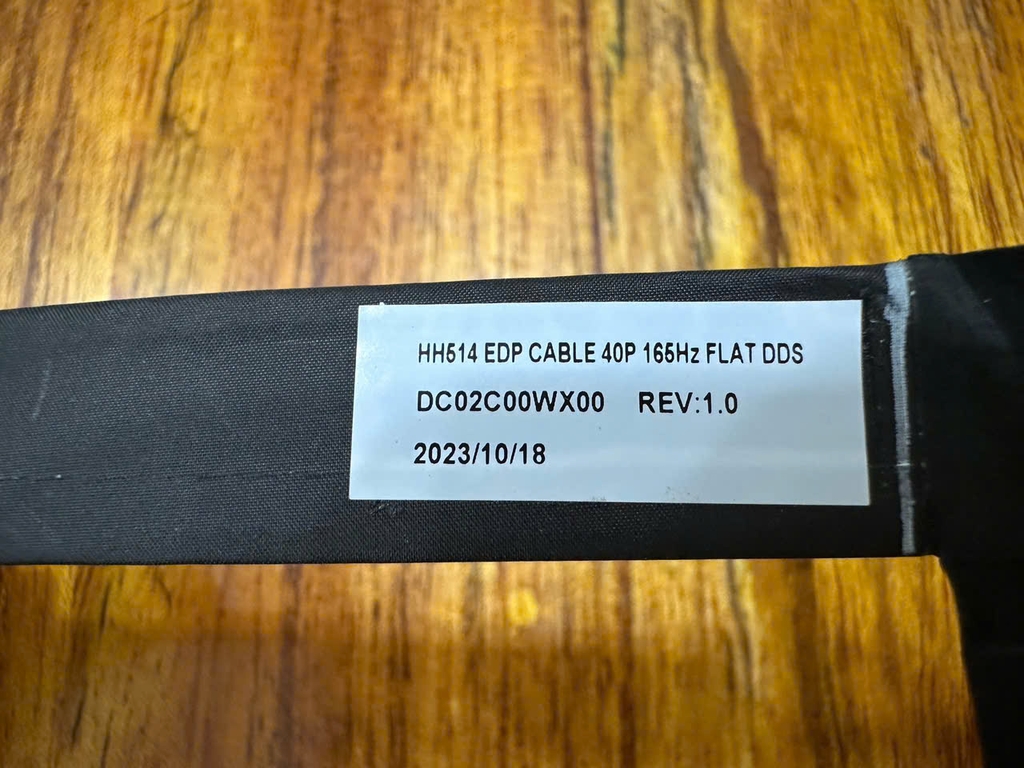 HH514 EDP CABLE 40P 165Hz FLAT DDS
DC02C00WX00 REV:1.0
2023/10/18